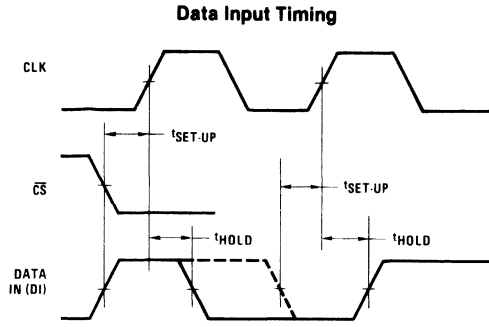 Data Input Timing
CLK
tSET-UP
CS
tSET-UP
tHOLD
tHOLD
DATA
IN (DI)